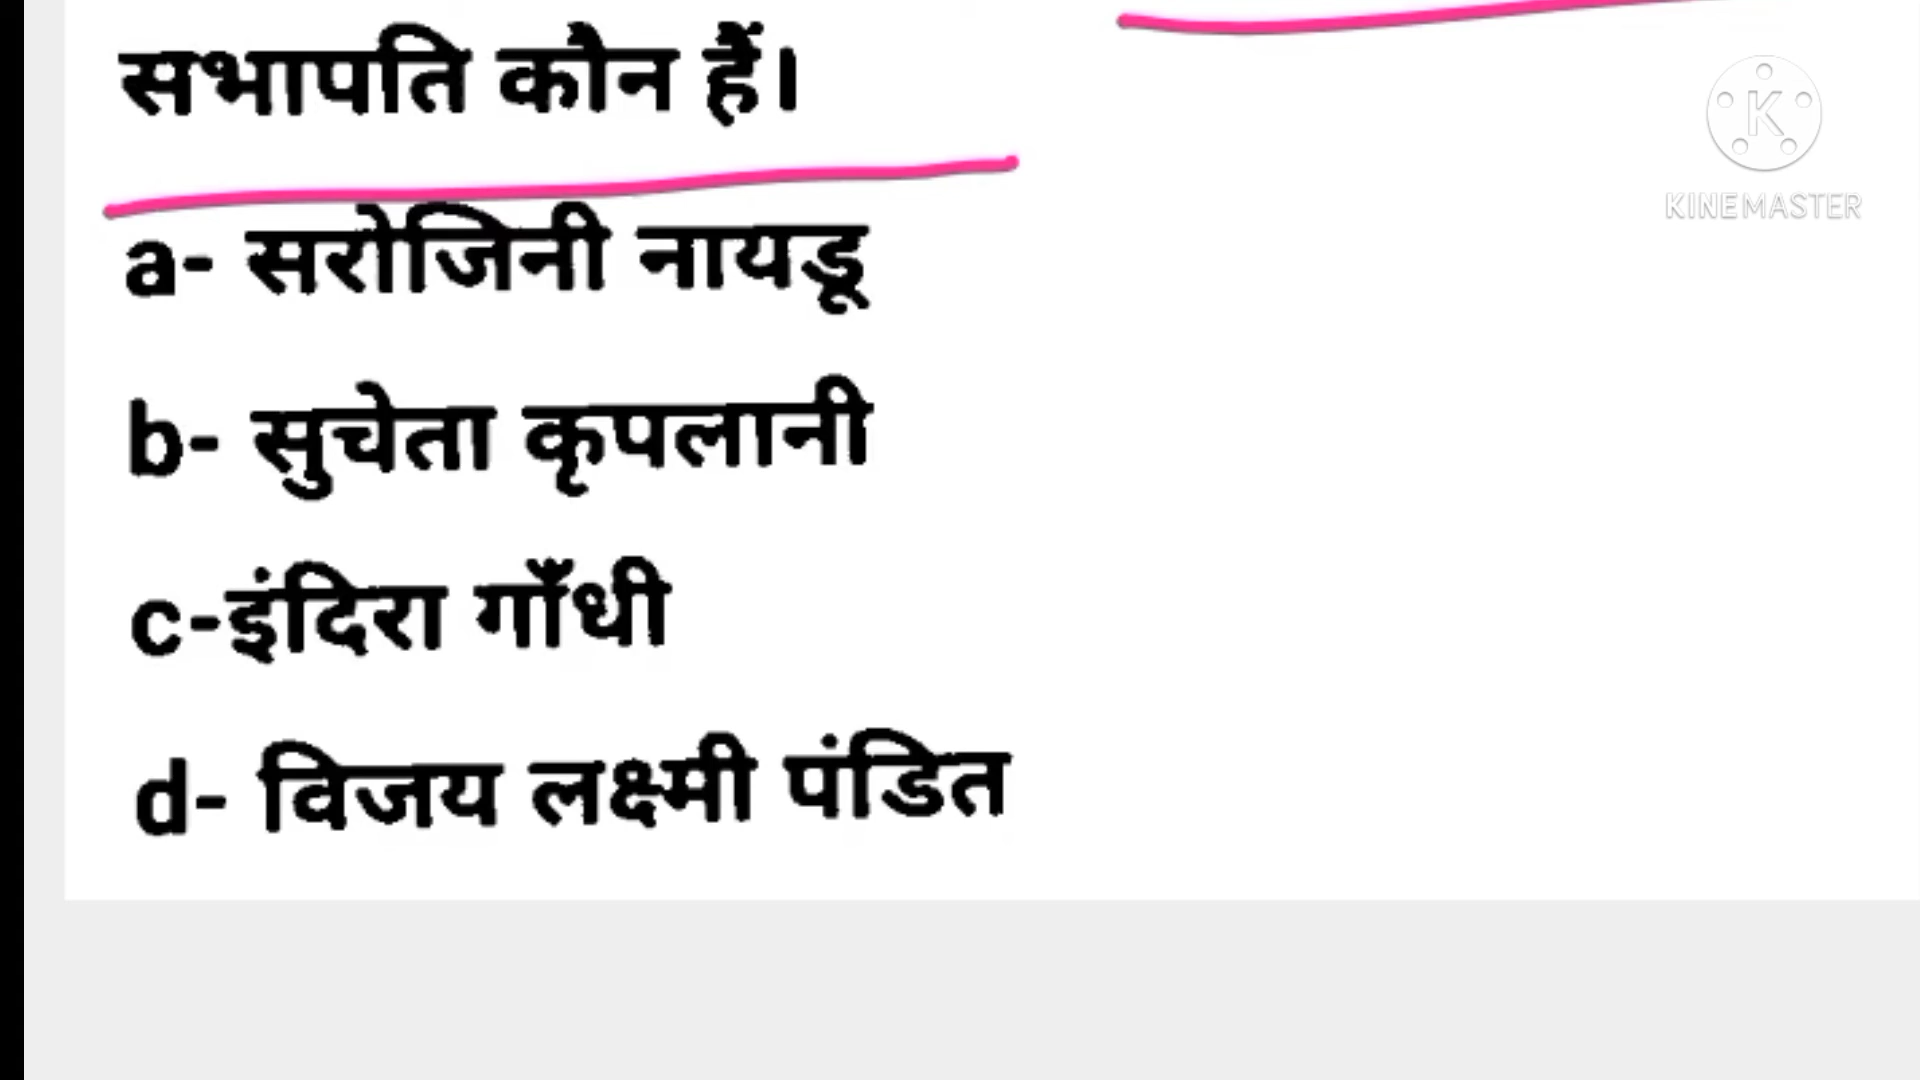 सभापति कौन हैं।
a- सरोजिनी नायडू
b- सुचेता कृपलानी
c-इंदिरा गाँधी
d- विजय लक्ष्मी पंडित
K
KINEMASTER